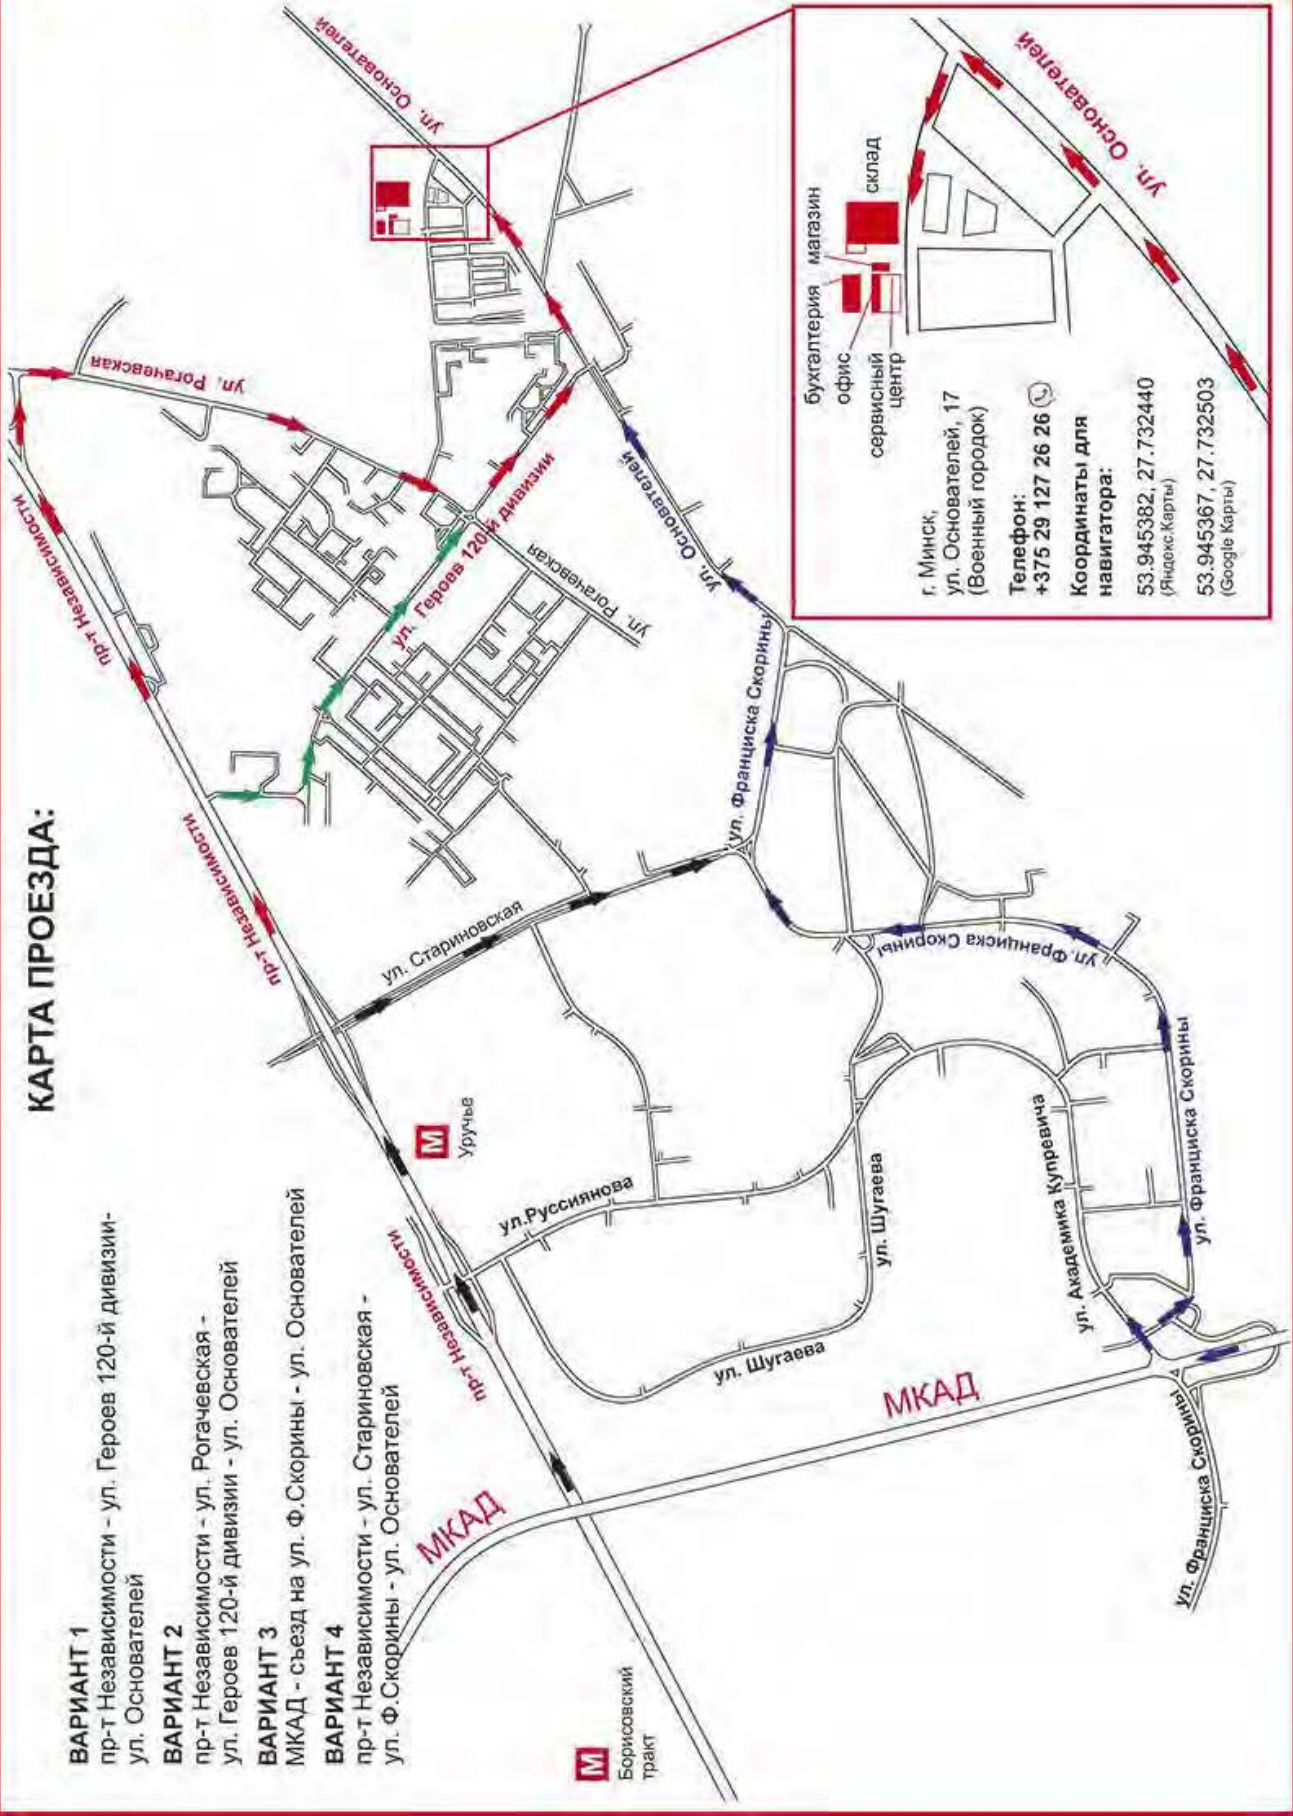 КАРТА ПРОЕЗДА:
ВАРИАНТ 1
пр-т Независимости - ул. Героев 120-й дивизии-
ул. Основателей
ВАРИАНТ 2
пр-т Независимости - ул. Рогачевская -
ул. Героев 120-й дивизии - ул. Основателей
ВАРИАНТ 3
МКАД - съезд на ул. Ф.Скорины - ул. Основателей
ВАРИАНТ 4
пр-т Независимости - ул. Стариновская -
ул. Ф.Скорины - ул. Основателей
М
Борисовский
тракт
МКАД
пр-т Независимости
М
Уручье
пр-т Независимости
пр-т Независимости
пр-т Независимости
ул. Рогачевская
ул. Основателей
ул. Стариновская
ул. Героев 120-й дивизии
ул. Рогачевская
ул.Руссиянова
ул. Шугаева
ул. Шугаева
МКАД
ул. Франциска Скорины
ул. Основателей
ул. Франциска Скорины
ул.Франциска Скорины
ул. Академика Купревича
ул. Франциска Скорины
ул. Франциска Скорины
бухгалтерия
магазин
офис
склад
сервисный
центр
ул. Основателей
ул. Основателей
г. Минск,
ул. Основателей, 17
(Военный городок)
Телефон:
+375 29 127 26 26
Координаты для
навигатора:
53.945382, 27.732440
(Яндекс.Карты)
53.945367, 27.732503
(Google Карты)